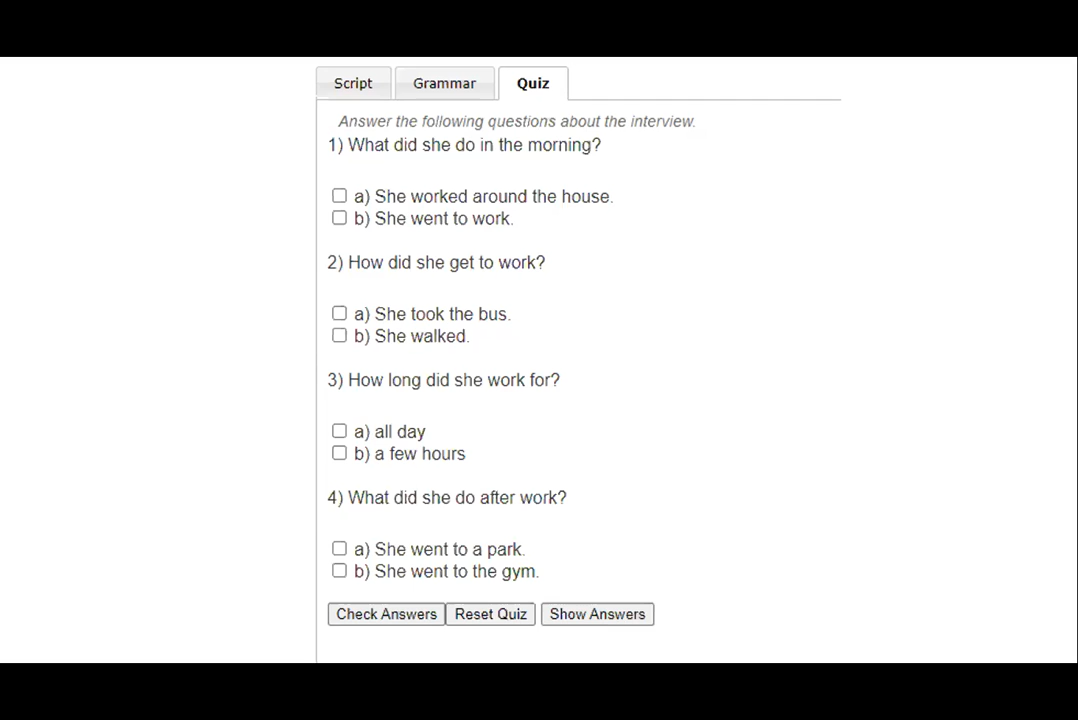 Script Grammar Quiz
Answer the following questions about the interview.
1) What did she do in the morning?
a) She worked around the house.
b) She went to work.
2) How did she get to work?
a) She took the bus.
b) She walked.
3) How long did she work for?
a) all day
b) a few hours
4) What did she do after work?
a) She went to a park.
b) She went to the gym.
Check Answers Reset Quiz Show Answers